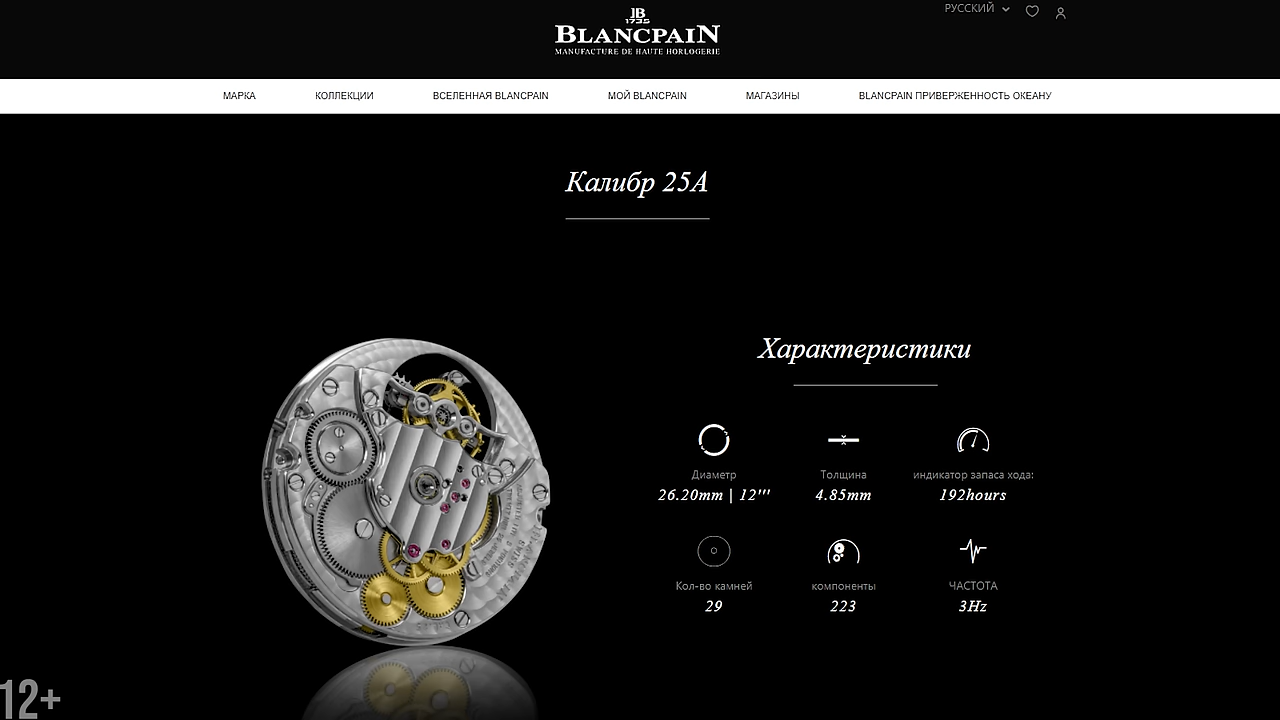 РУССКИЙ
JB
1735
BLANCPAIN
MANUFACTURE DE HAUTE HORLOGERIE
МАРКА КОЛЛЕКЦИИ ВСЕЛЕННАЯ BLANCPAIN МОЙ BLANCPAIN МАГАЗИНЫ BLANCPAIN ПРИВЕРЖЕННОСТЬ ОКЕАНУ
Калибр 25A
Характеристики
Диаметр Толщина индикатор запаса хода:
26.20mm | 12''' 4.85mm 192hours
Кол-во камней компоненты ЧАСТОТА
29 223 3Hz
12+